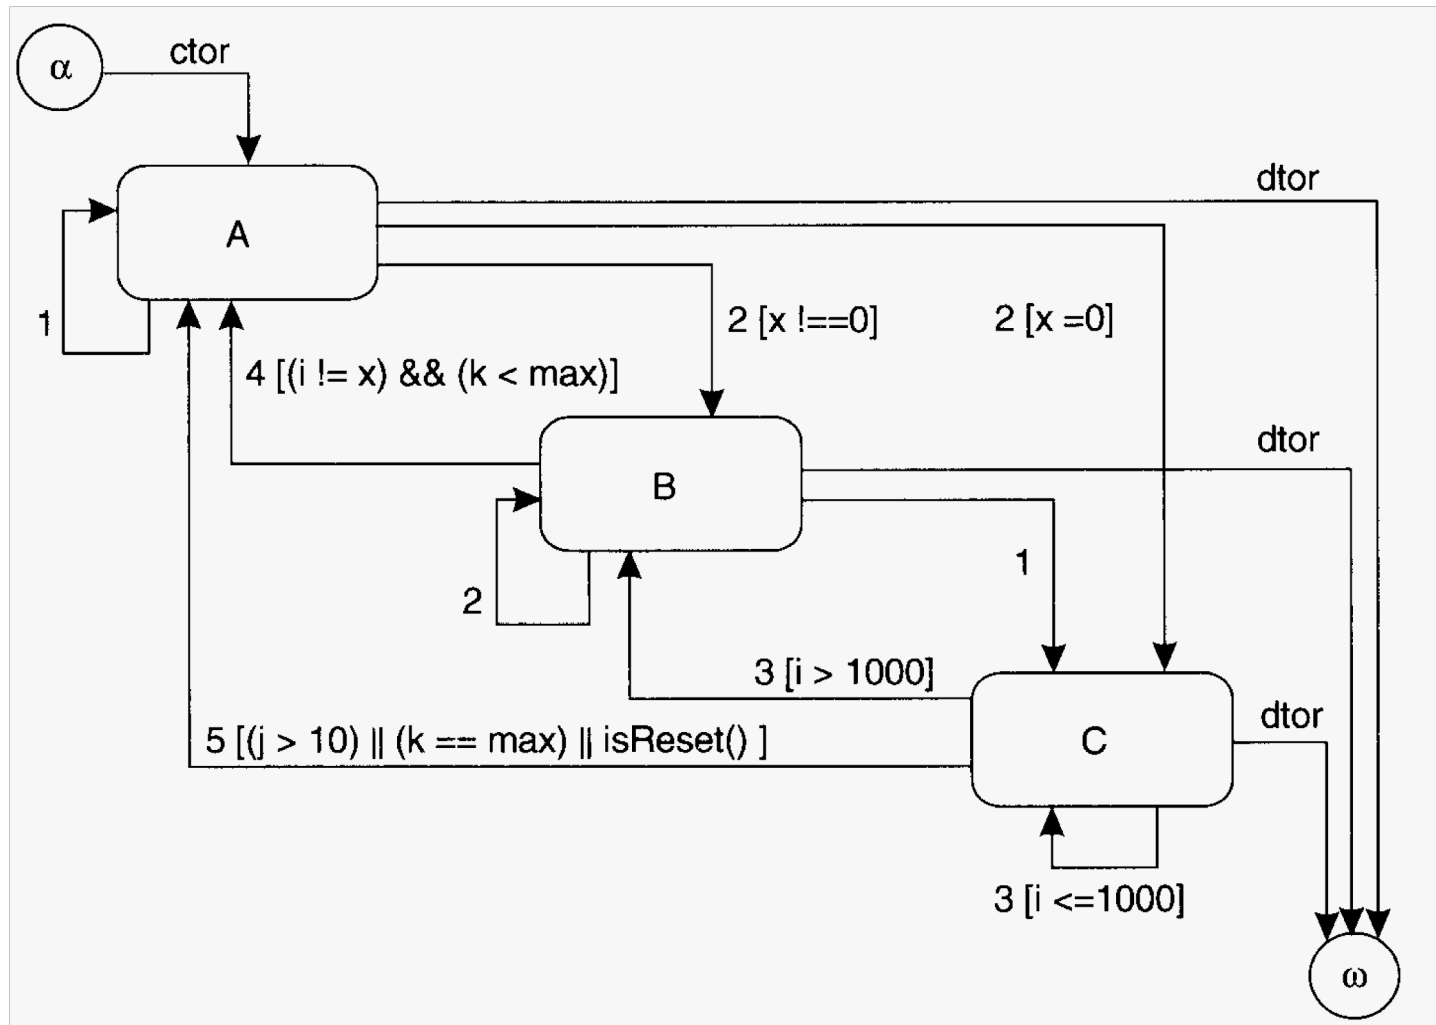 α
ctor
dtor
A
1
2 [x !==0]
2 [x =0]
4 [(i != x) && (k < max)]
dtor
B
1
2
3 [i > 1000]
dtor
5 [(j > 10) || (k == max) || isReset() ]
C
3 [i <=1000]
ω